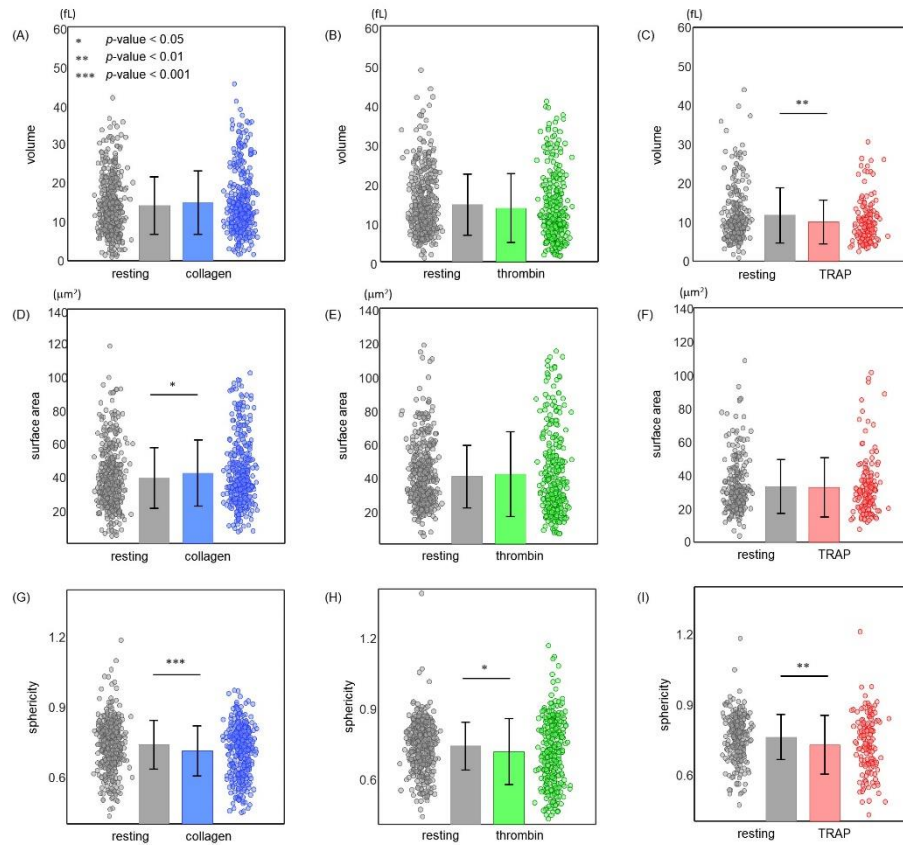 (fL) (fL) (fL)
(A) 60 (B) 60 (C) 60
* p-value < 0.05
** p-value < 0.01
*** p-value < 0.001
50 50 50
40 40 40
**
volume 30 volume 30 volume 30
20 20 20
10 10 10
0 0 0
resting collagen resting thrombin resting TRAP
(μm²) (μm²) (μm²)
(D) 140 (E) 140 (F) 140
120 120 120
100 100 100
*
surface area 80 surface area 80 surface area 80
60 60 60
40 40 40
20 20 20
0
resting collagen resting thrombin resting TRAP
(G) (H) (I)
1.2 1.2 1.2
*** * **
sphericity 0.9 sphericity 0.9 sphericity 0.9
0.6 0.6 0.6
resting collagen resting thrombin resting TRAP